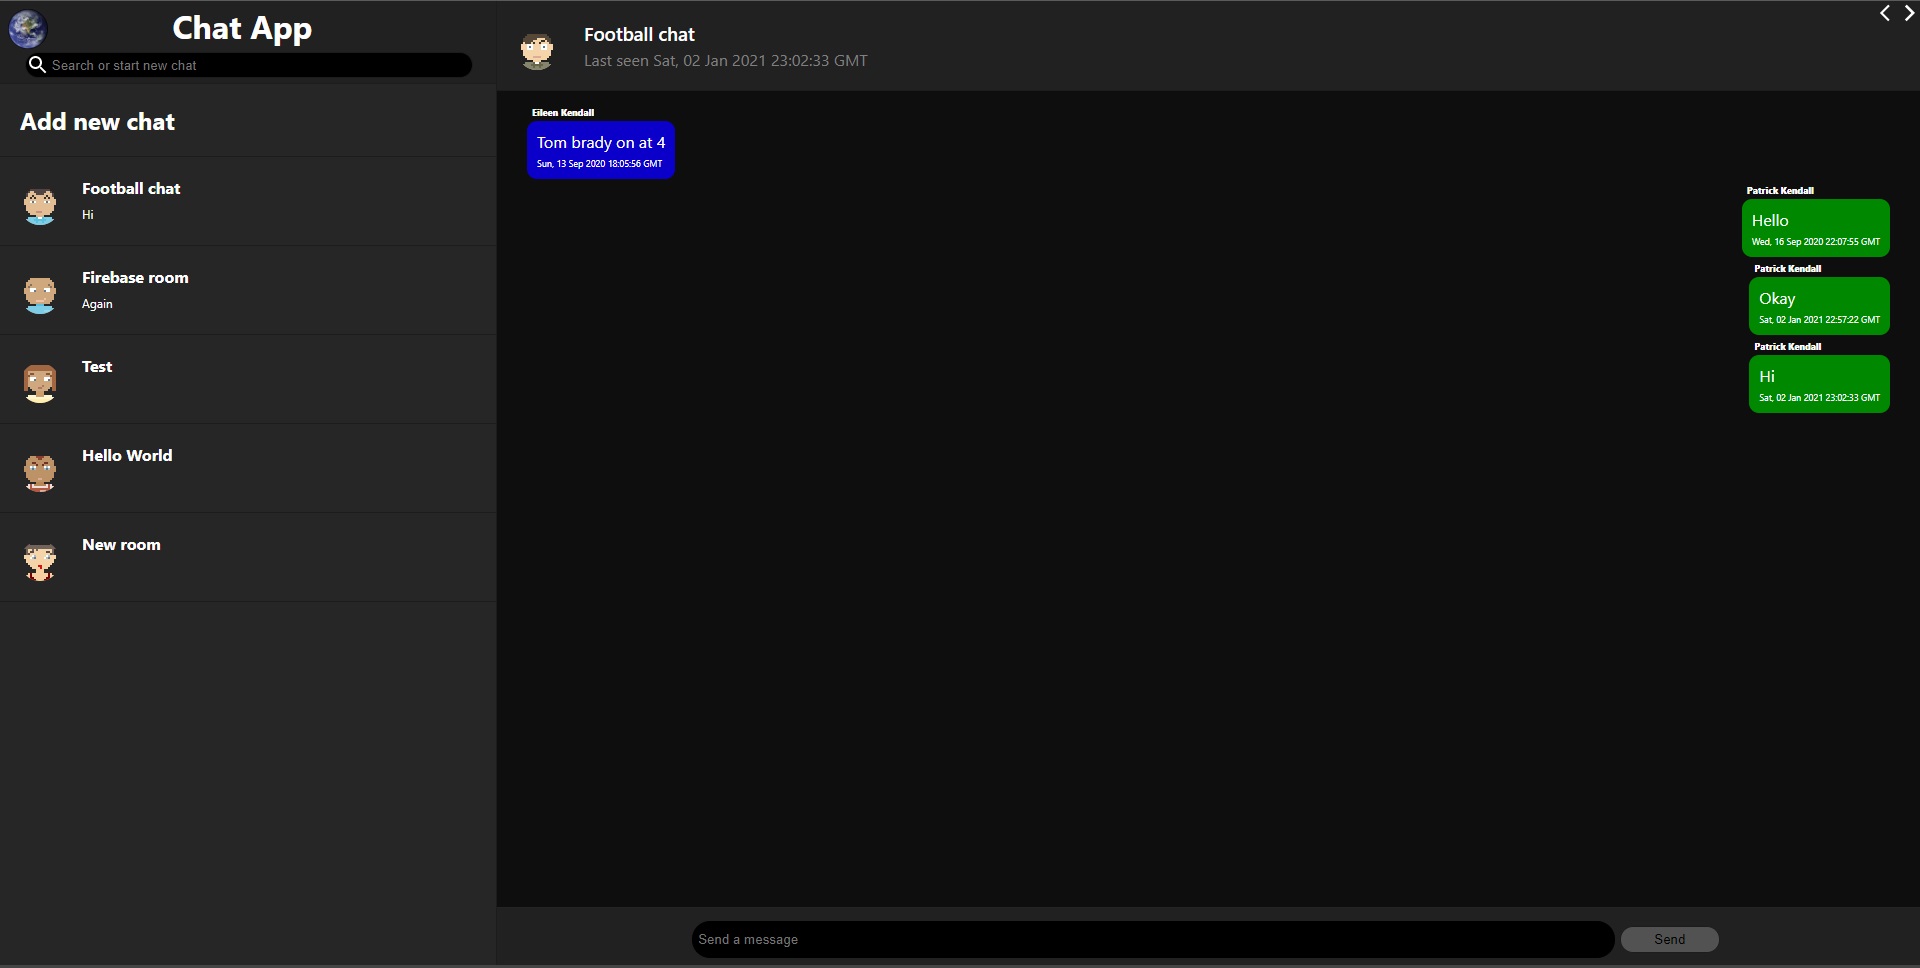 Chat App
Search or start new chat
Add new chat
Football chat
Hi
Firebase room
Again
Test
Hello World
New room
Football chat
Last seen Sat, 02 Jan 2021 23:02:33 GMT
Eileen Kendall
Tom brady on at 4
Sun, 13 Sep 2020 18:05:56 GMT
Patrick Kendall
Hello
Wed, 16 Sep 2020 22:07:55 GMT
Patrick Kendall
Okay
Sat, 02 Jan 2021 22:57:22 GMT
Patrick Kendall
Hi
Sat, 02 Jan 2021 23:02:33 GMT
Send a message
Send